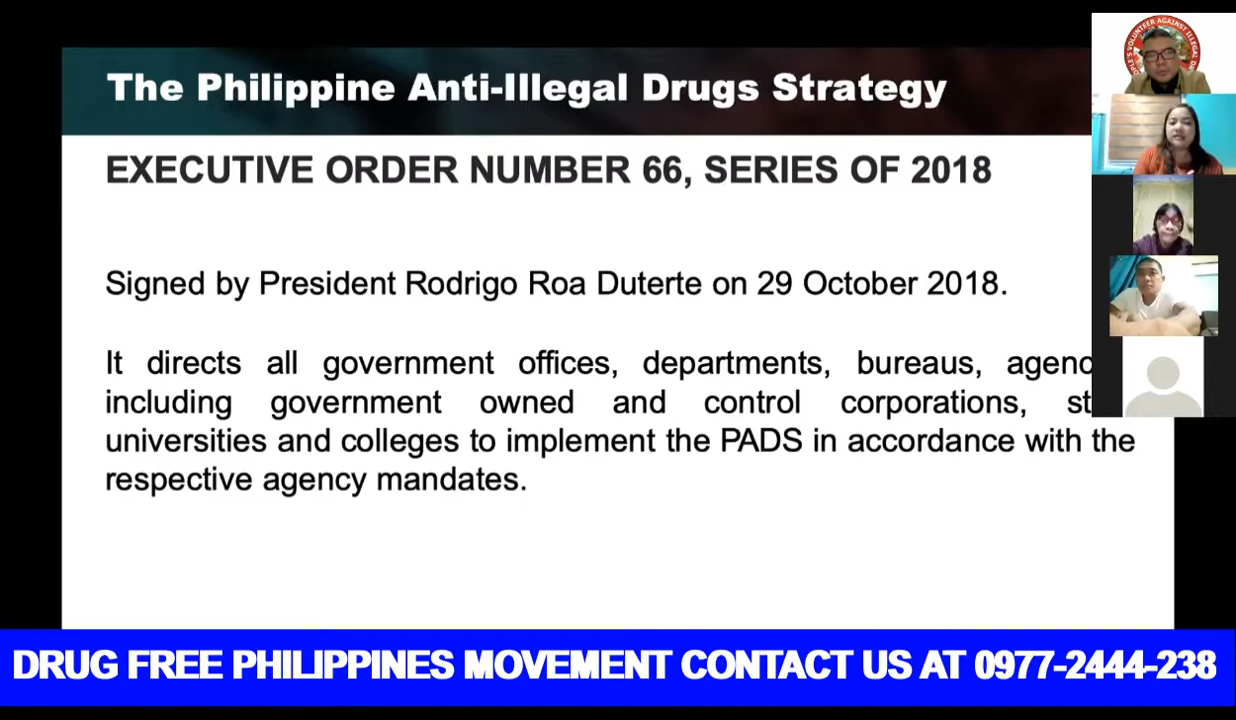 The Philippine Anti-Illegal Drugs Strategy
EXECUTIVE ORDER NUMBER 66, SERIES OF 2018
Signed by President Rodrigo Roa Duterte on 29 October 2018.
It directs all government offices, departments, bureaus,
including government owned and control corporations,
universities and colleges to implement the PADS in accordance with the
respective agency mandates.
DRUG FREE PHILIPPINES MOVEMENT CONTACT US AT 0977-2444-238